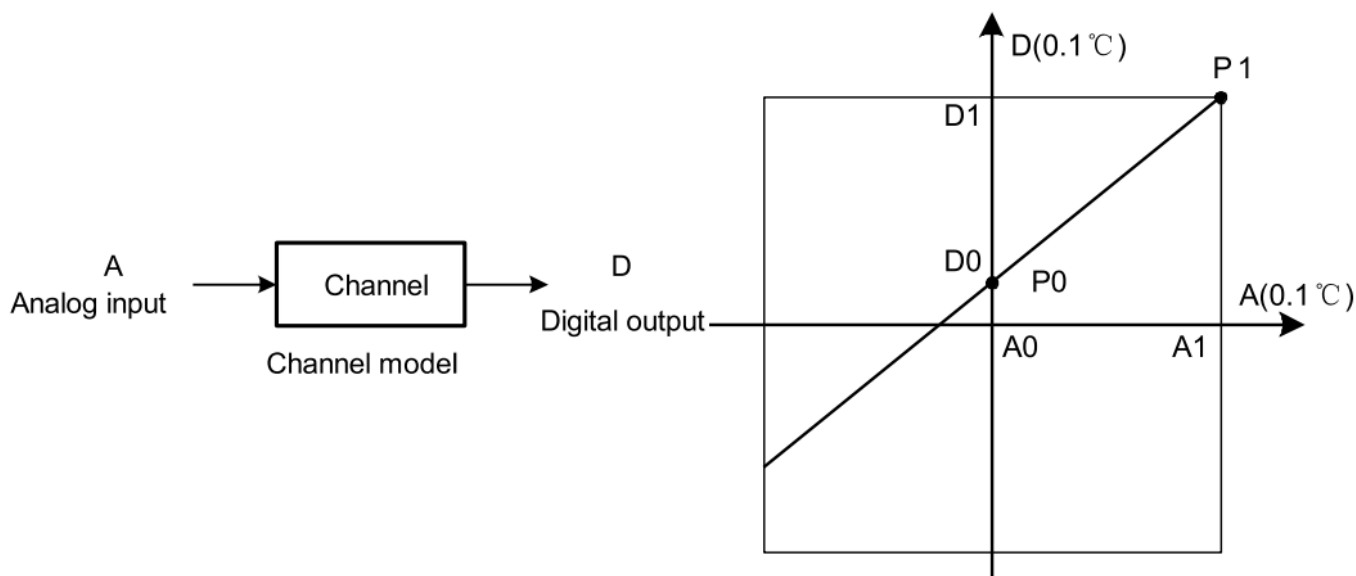 A
Analog input
Channel
Channel model
D
Digital output
D(0.1℃)
P1
D1
D0
P0
A(0.1℃)
A0
A1